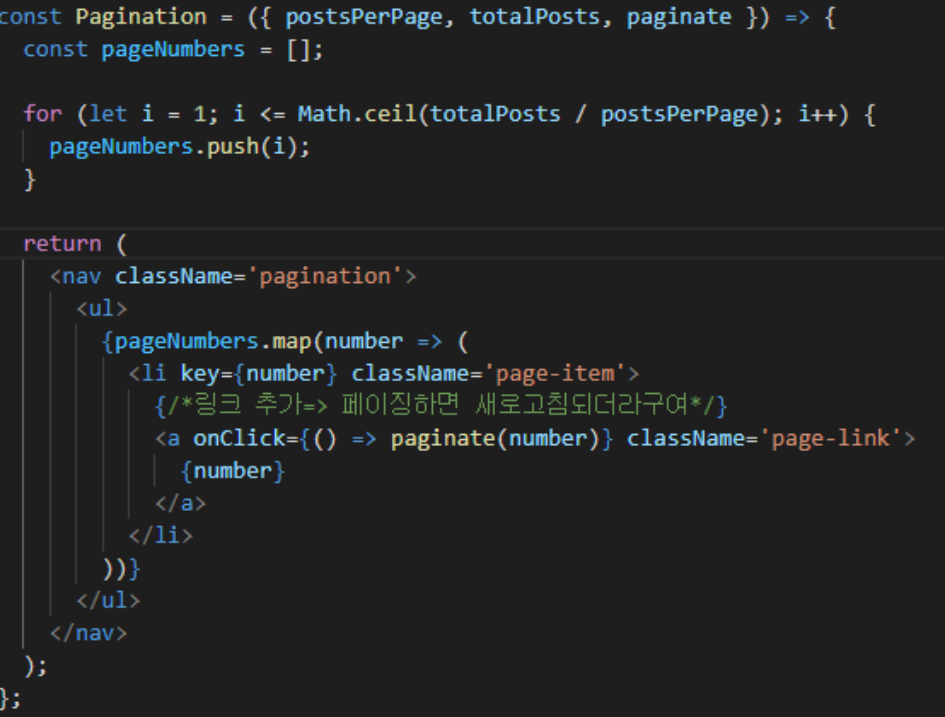 const Pagination = ({ postsPerPage, totalPosts, paginate }) => {
const pageNumbers = [];
for (let i = 1; i <= Math.ceil(totalPosts / postsPerPage); i++) {
pageNumbers.push(i);
}
return (
<nav className='pagination'>
<ul>
{pageNumbers.map(number => (
<li key={number} className='page-item'>
{/*링크 추가=> 페이징하면 새로고침되더라구여*/}
<a onClick={() => paginate(number)} className='page-link'>
{number}
</a>
</li>
))}
</ul>
</nav>
);
};